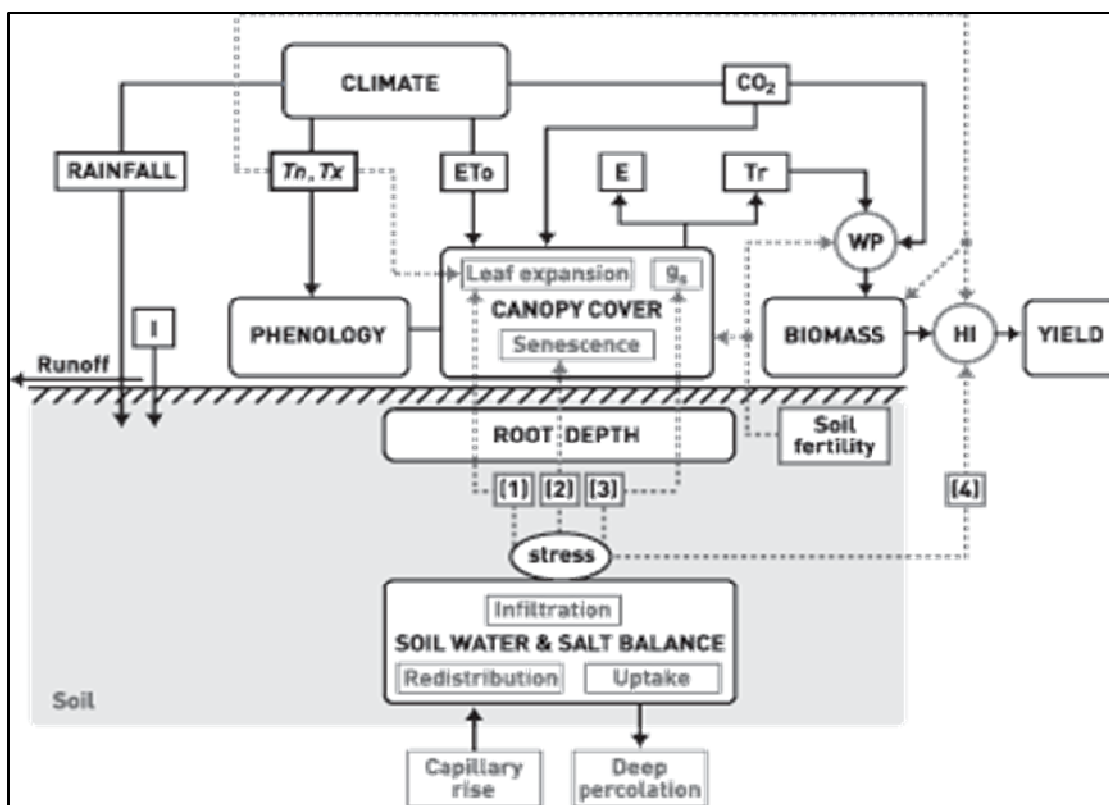 CLIMATE
CO₂
RAINFALL
Tn, Tx
ETo
E
Tr
WP
Leaf expansion
gs
CANOPY COVER
Senescence
PHENOLOGY
BIOMASS
HI
YIELD
I
Runoff
ROOT DEPTH
Soil
fertility
(1)
(2)
(3)
(4)
stress
Infiltration
SOIL WATER & SALT BALANCE
Redistribution
Uptake
Soil
Capillary
rise
Deep
percolation